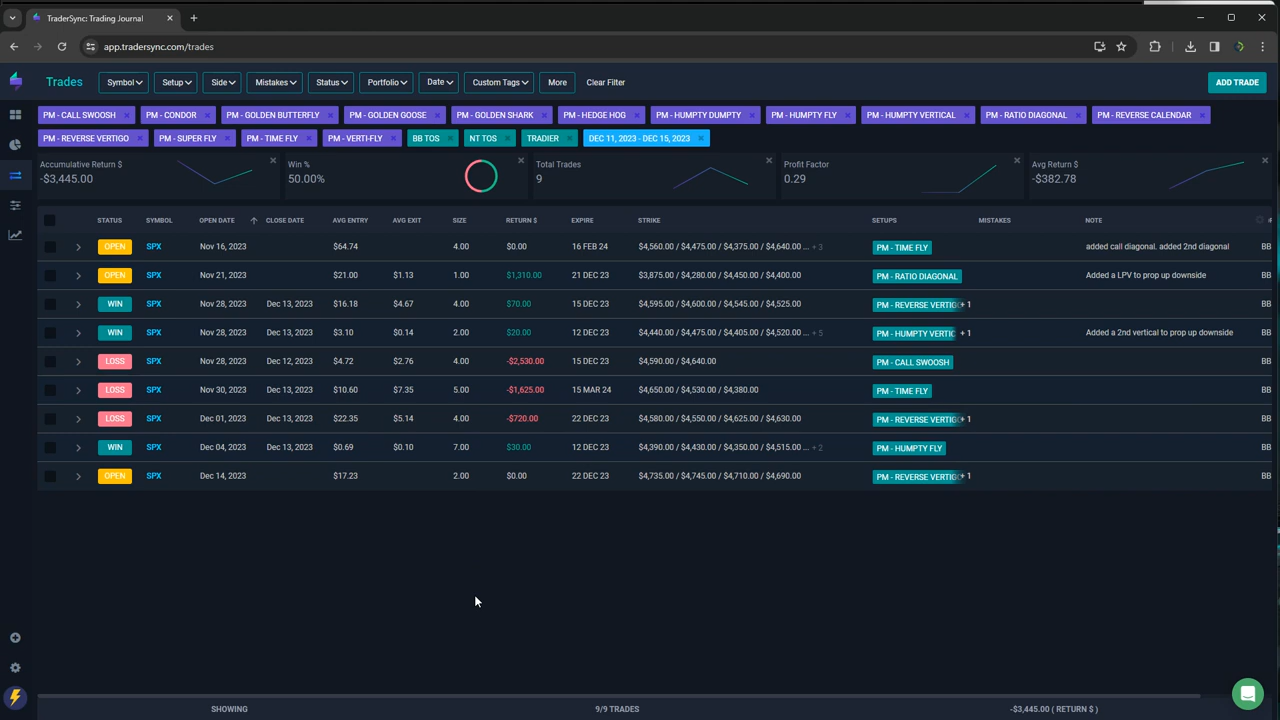 TraderSync: Trading Journal
app.tradersync.com/trades
Trades Symbol Setup Side Mistakes Status Portfolio Date Custom Tags More Clear Filter ADD TRADE
PM - CALL SWOOSH PM - CONDOR PM - GOLDEN BUTTERFLY PM - GOLDEN GOOSE PM - GOLDEN SHARK PM - HEDGE HOG PM - HUMPTY DUMPTY PM - HUMPTY FLY PM - HUMPTY VERTICAL PM - RATIO DIAGONAL PM - REVERSE CALENDAR
PM - REVERSE VERTIGO PM - SUPER FLY PM - TIME FLY PM - VERTI-FLY BB TOS NT TOS TRADIER DEC 11, 2023 - DEC 15, 2023
Accumulative Return $ Win % Total Trades Profit Factor Avg Return $
-$3,445.00 50.00% 9 0.29 -$382.78
STATUS SYMBOL OPEN DATE CLOSE DATE AVG ENTRY AVG EXIT SIZE RETURN $ EXPIRE STRIKE SETUPS MISTAKES NOTE
OPEN SPX Nov 16, 2023 $64.74 4.00 $0.00 16 FEB 24 $4,560.00 / $4,475.00 / $4,375.00 / $4,640.00 ... + 3 PM - TIME FLY added call diagonal. added 2nd diagonal BB
OPEN SPX Nov 21, 2023 $21.00 $1.13 1.00 $1,310.00 21 DEC 23 $3,875.00 / $4,280.00 / $4,450.00 / $4,400.00 PM - RATIO DIAGONAL Added a LPV to prop up downside BB
WIN SPX Nov 28, 2023 Dec 13, 2023 $16.18 $4.67 4.00 $70.00 15 DEC 23 $4,595.00 / $4,600.00 / $4,545.00 / $4,525.00 PM - REVERSE VERTIGO + 1 BB
WIN SPX Nov 28, 2023 Dec 13, 2023 $3.10 $0.14 2.00 $20.00 12 DEC 23 $4,440.00 / $4,475.00 / $4,405.00 / $4,520.00 ... + 5 PM - HUMPTY VERTIC + 1 Added a 2nd vertical to prop up downside BB
LOSS SPX Nov 28, 2023 Dec 12, 2023 $4.72 $2.76 4.00 -$2,530.00 15 DEC 23 $4,590.00 / $4,640.00 PM - CALL SWOOSH BB
LOSS SPX Nov 30, 2023 Dec 13, 2023 $10.60 $7.35 5.00 -$1,625.00 15 MAR 24 $4,650.00 / $4,530.00 / $4,380.00 PM - TIME FLY BB
LOSS SPX Dec 01, 2023 Dec 13, 2023 $22.35 $5.14 4.00 -$720.00 22 DEC 23 $4,580.00 / $4,550.00 / $4,625.00 / $4,630.00 PM - REVERSE VERTIGO + 1 BB
WIN SPX Dec 04, 2023 Dec 13, 2023 $0.69 $0.10 7.00 $30.00 12 DEC 23 $4,390.00 / $4,430.00 / $4,350.00 / $4,515.00 ... + 2 PM - HUMPTY FLY BB
OPEN SPX Dec 14, 2023 $17.23 2.00 $0.00 22 DEC 23 $4,735.00 / $4,745.00 / $4,710.00 / $4,690.00 PM - REVERSE VERTIGO + 1 BB
SHOWING 9/9 TRADES -$3,445.00 ( RETURN $ )